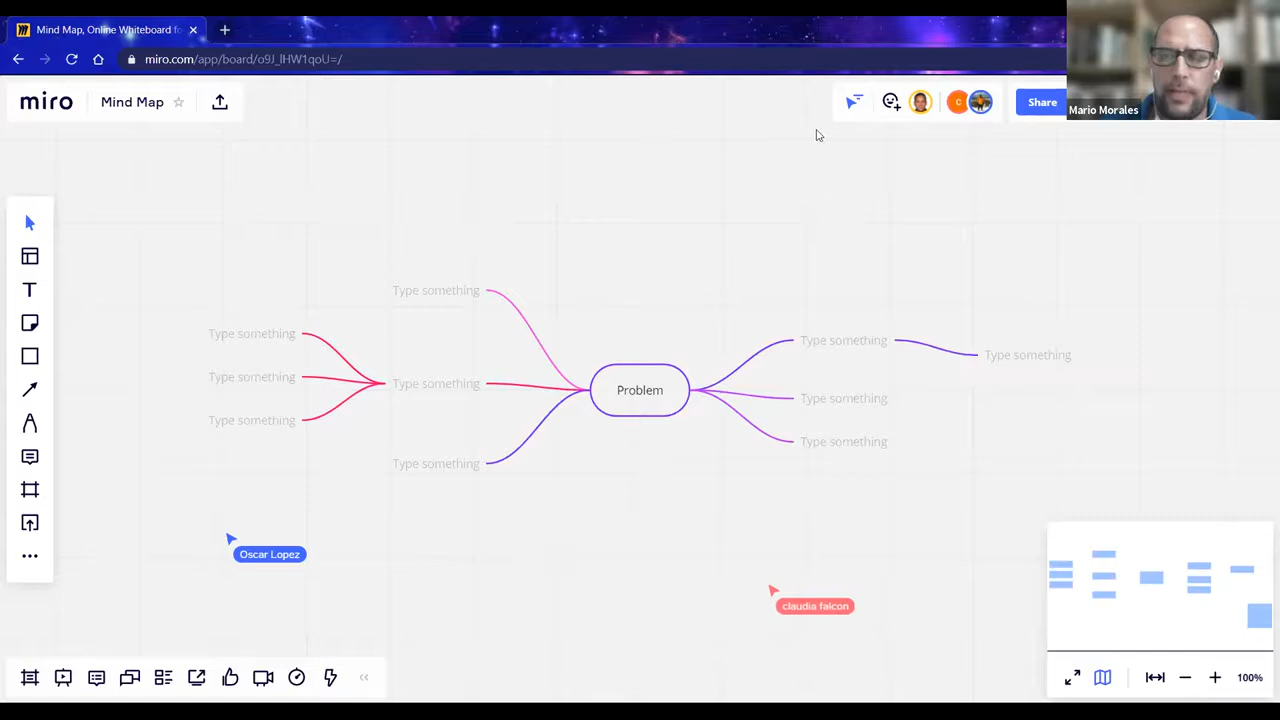 Mind Map, Online Whiteboard fo
miro.com/app/board/o9J_lHW1qoU=/
miro
Mind Map
C
Share
Mario Morales
T
Type something
Type something
Type something
Type something
Type something
Type something
Type something
Problem
Type something
Type something
Type something
Type something
Oscar Lopez
claudia falcon
100%